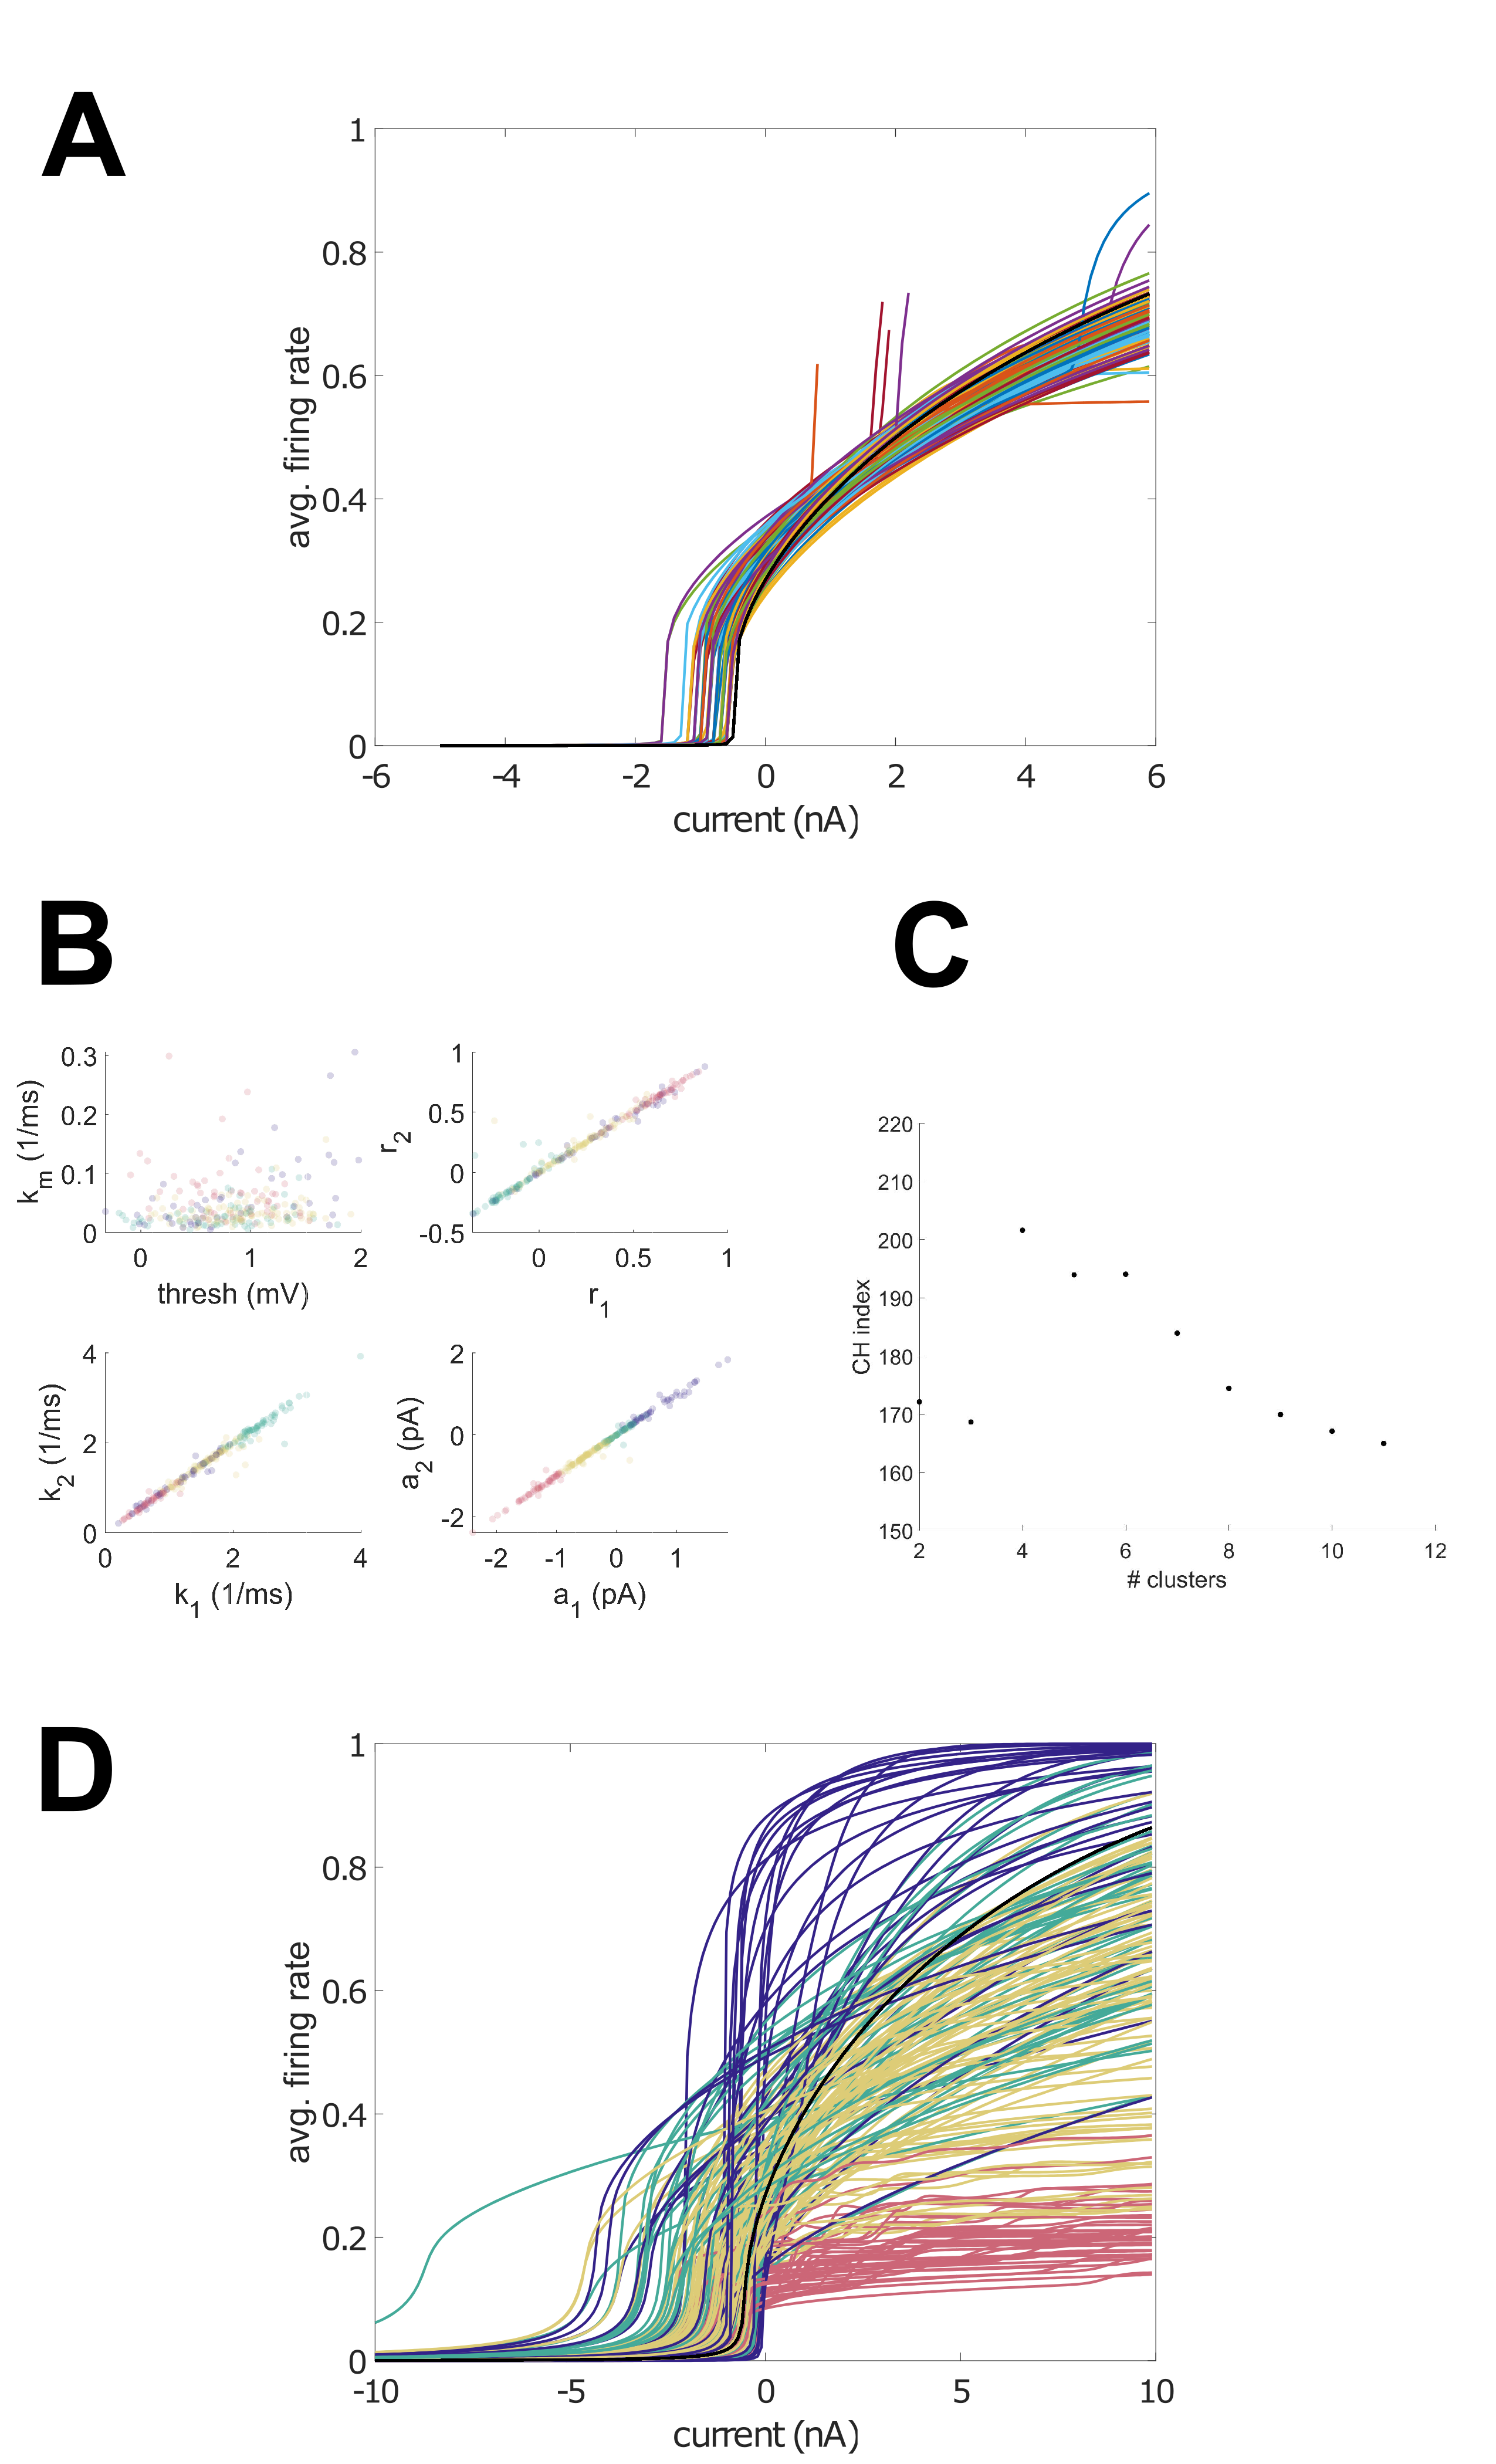 A
1
0.8
0.6
0.4
0.2
0
avg. firing rate
-6 -4 -2 0 2 4 6
current (nA)
B
0.3
0.2
0.1
0
k_m (1/ms)
0 1 2
thresh (mV)
1
0.5
0
-0.5
r_2
0 0.5 1
r_1
4
2
0
k_2 (1/ms)
0 2 4
k_1 (1/ms)
2
0
-2
a_2 (pA)
-2 -1 0 1
a_1 (pA)
C
220
210
200
190
180
170
160
150
CH index
2 4 6 8 10 12
# clusters
D
1
0.8
0.6
0.4
0.2
0
avg. firing rate
-10 -5 0 5 10
current (nA)